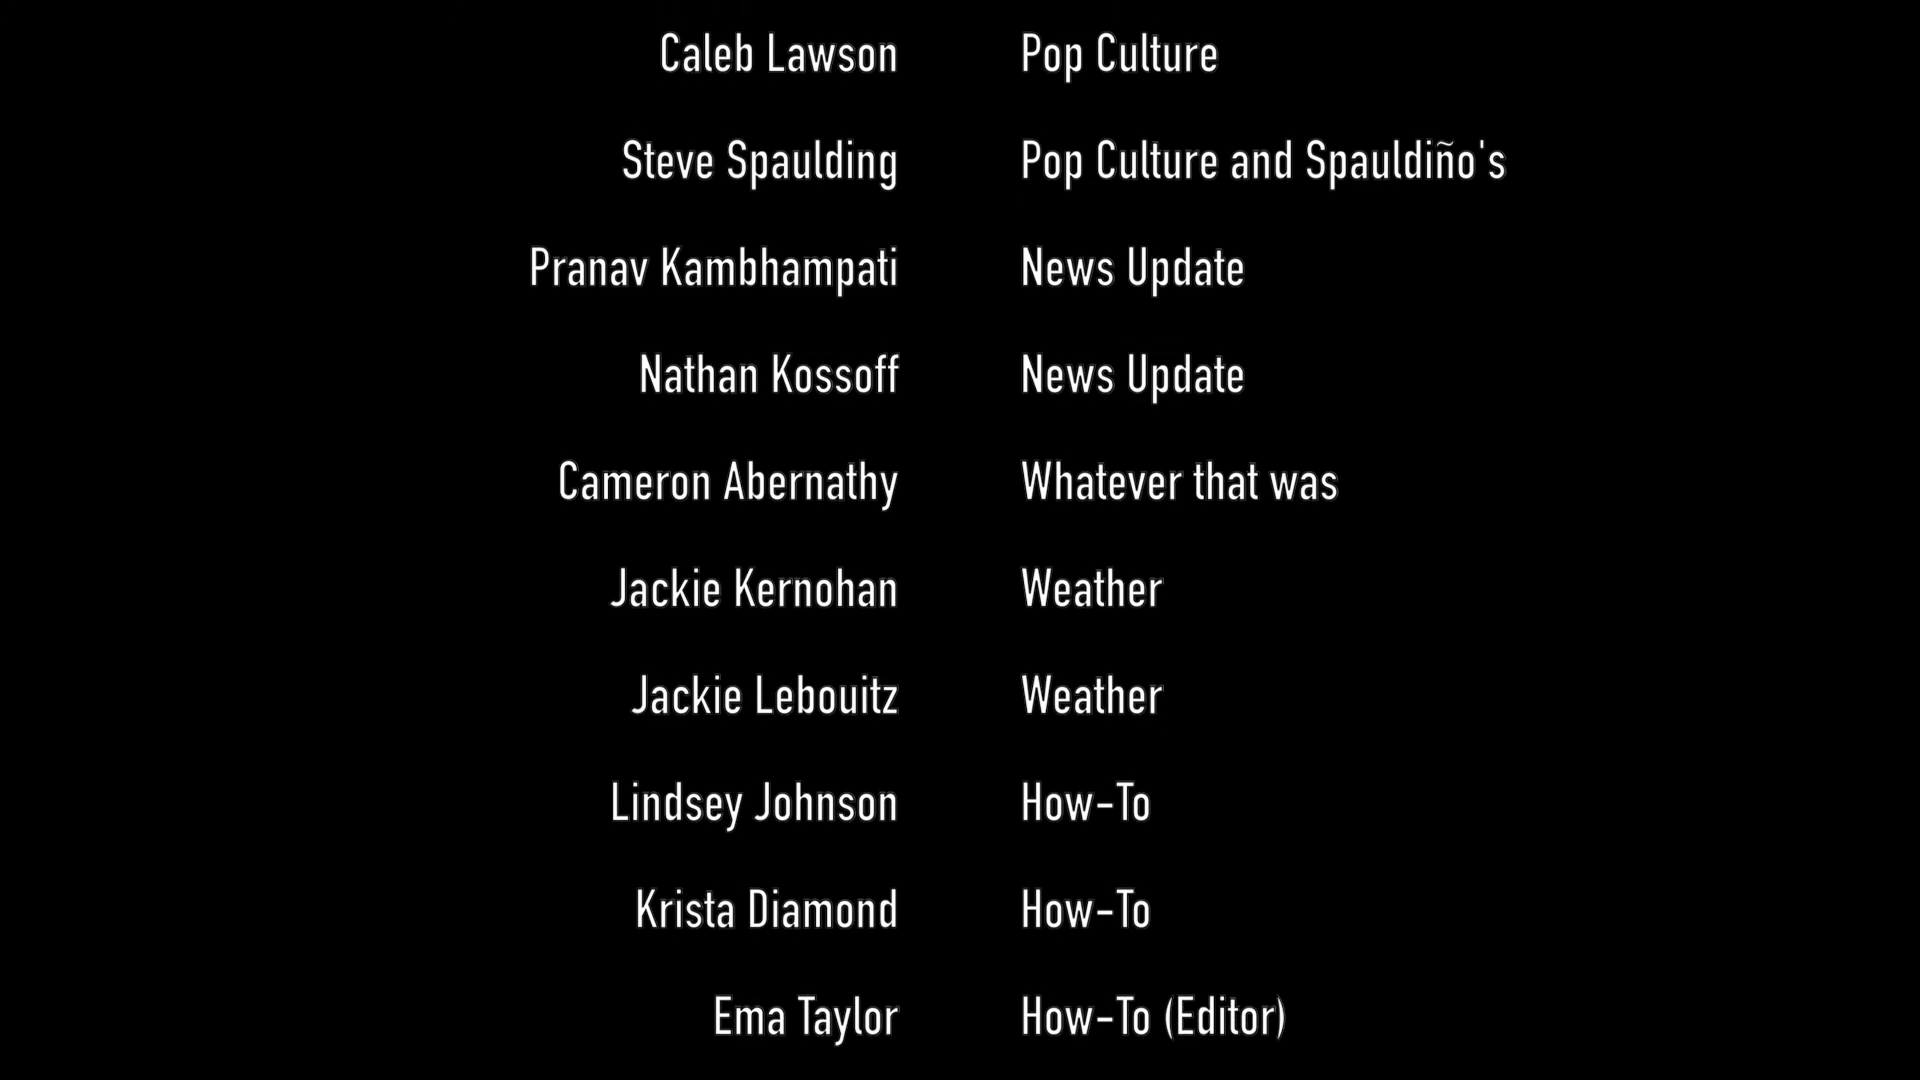 Caleb Lawson Pop Culture
Steve Spaulding Pop Culture and Spauldiño's
Pranav Kambhampati News Update
Nathan Kossoff News Update
Cameron Abernathy Whatever that was
Jackie Kernohan Weather
Jackie Lebouitz Weather
Lindsey Johnson How-To
Krista Diamond How-To
Ema Taylor How-To (Editor)